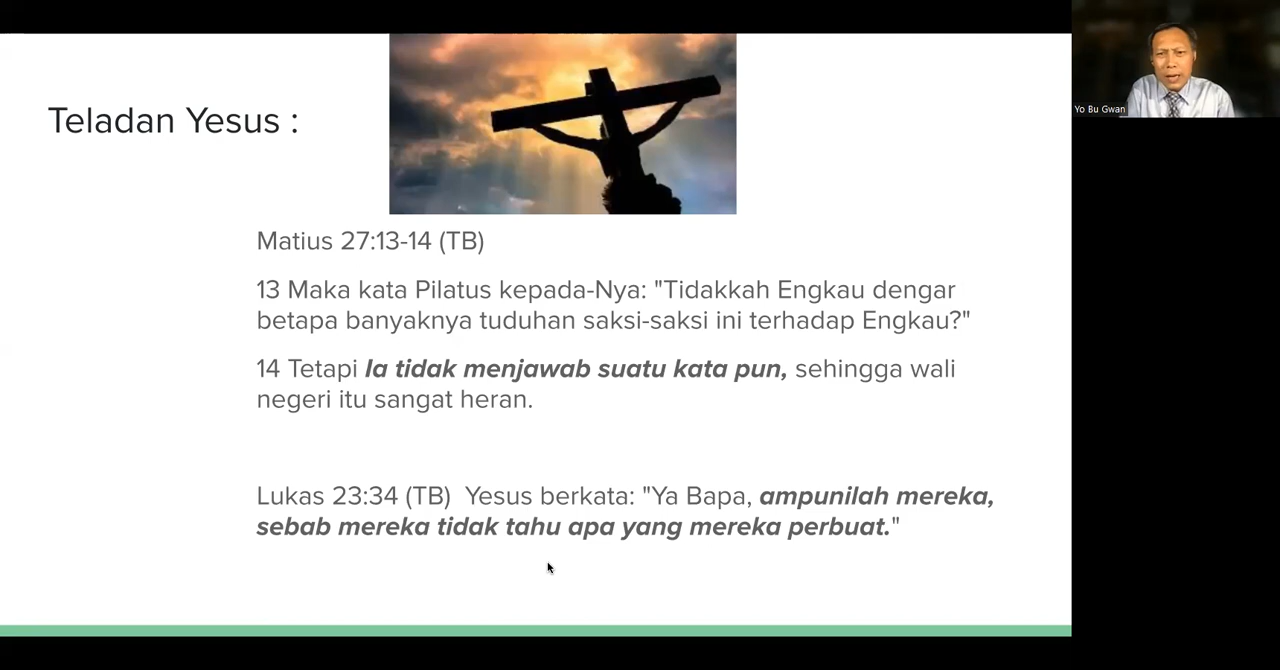 Teladan Yesus :
Yo Bu Gwan
Matius 27:13-14 (TB)
13 Maka kata Pilatus kepada-Nya: "Tidakkah Engkau dengar
betapa banyaknya tuduhan saksi-saksi ini terhadap Engkau?"
14 Tetapi Ia tidak menjawab suatu kata pun, sehingga wali
negeri itu sangat heran.
Lukas 23:34 (TB)  Yesus berkata: "Ya Bapa, ampunilah mereka,
sebab mereka tidak tahu apa yang mereka perbuat."